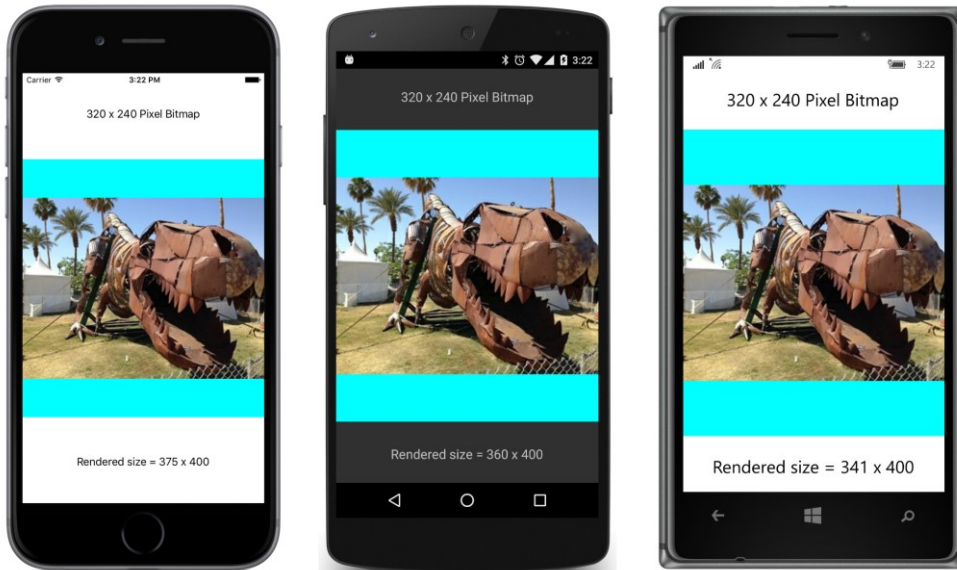 Carrier 3:22 PM
320 x 240 Pixel Bitmap
Rendered size = 375 x 400
3:22
320 x 240 Pixel Bitmap
Rendered size = 360 x 400
3:22
320 x 240 Pixel Bitmap
Rendered size = 341 x 400